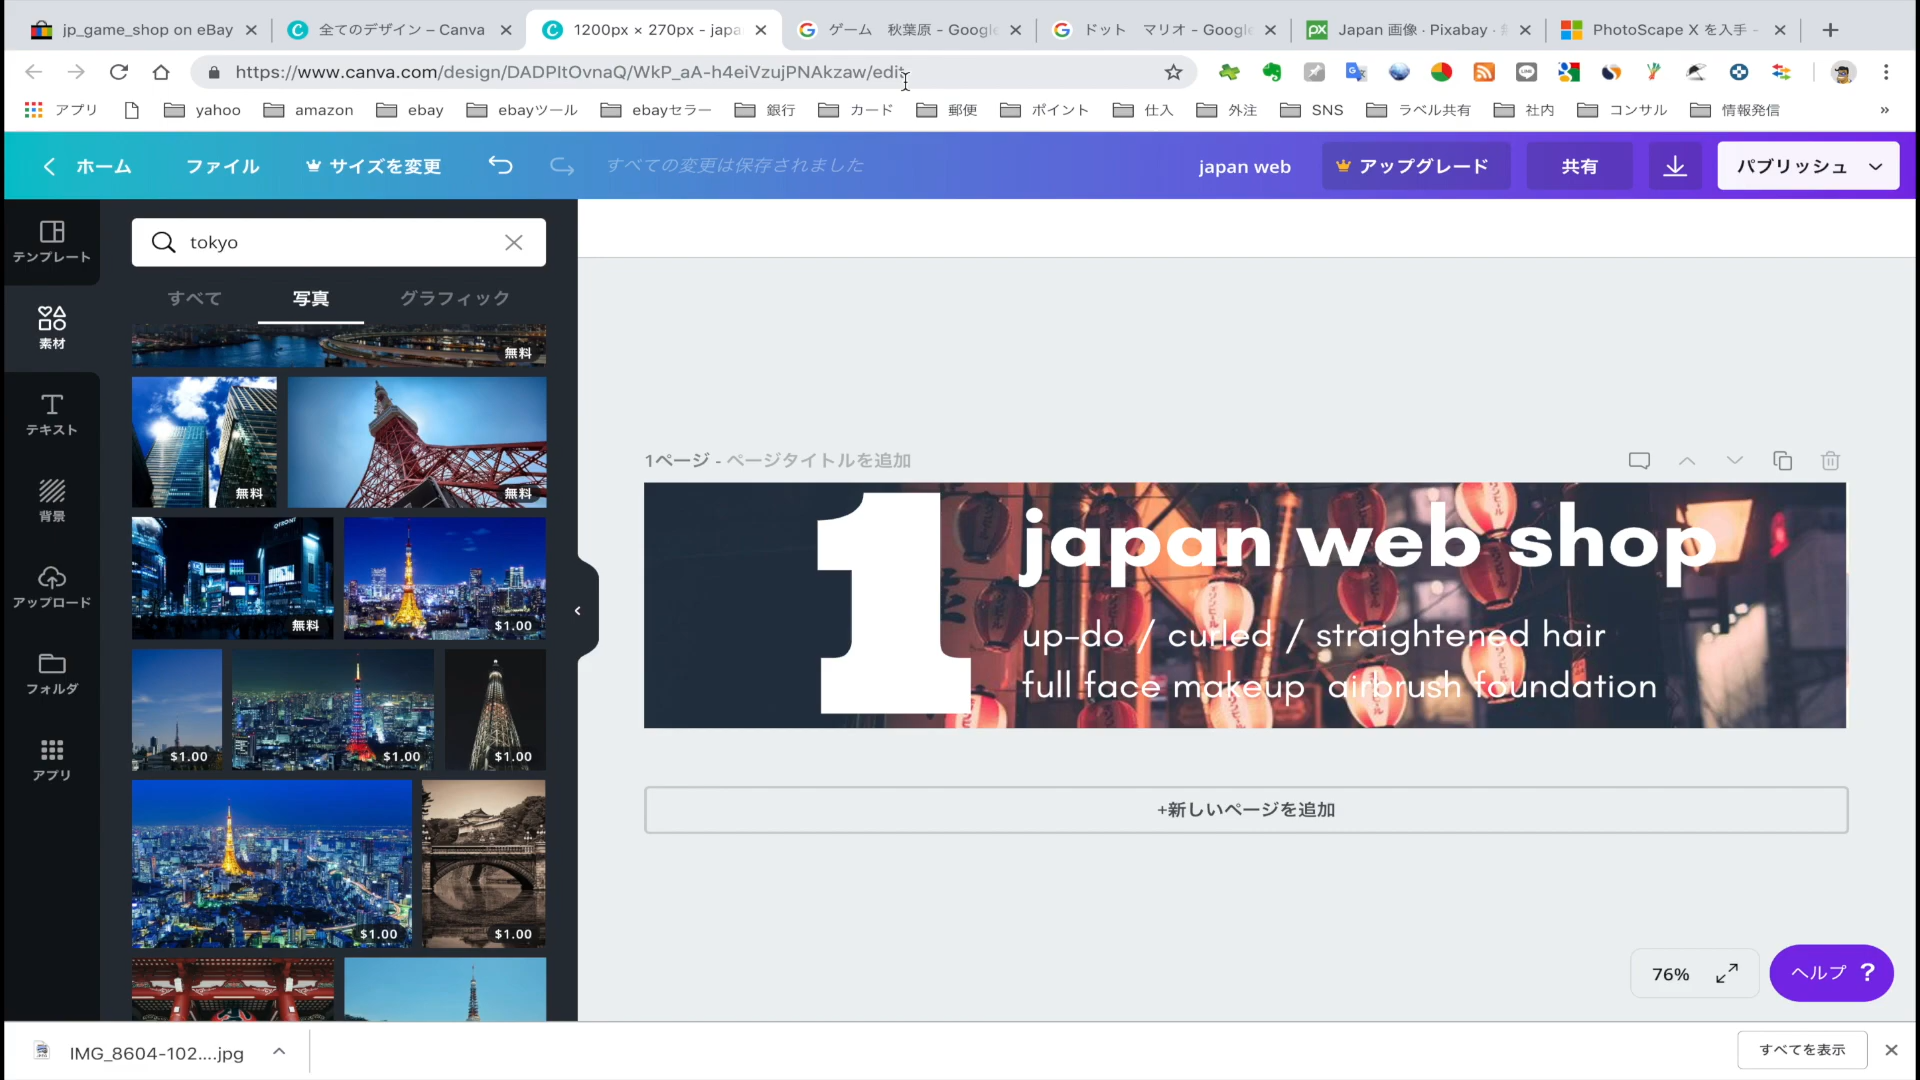 jp_game_shop on eBay
全てのデザイン – Canva
1200px × 270px - japa
ゲーム 秋葉原 - Google
ドット マリオ - Google
Japan 画像 · Pixabay · 無
PhotoScape X を入手 -
https://www.canva.com/design/DADPItOvnaQ/WkP_aA-h4eiVzujPNAkzaw/edit
アプリ yahoo amazon ebay ebayツール ebayセラー 銀行 カード 郵便 ポイント 仕入 外注 SNS ラベル共有 社内 コンサル 情報発信 »
ホーム ファイル サイズを変更 すべての変更は保存されました japan web アップグレード 共有 パブリッシュ
テンプレート
素材
テキスト
背景
アップロード
フォルダ
アプリ
tokyo
すべて 写真 グラフィック
無料
無料 無料
QFRONT
無料 $1.00
$1.00 $1.00 $1.00
$1.00 $1.00
1ページ - ページタイトルを追加
1
japan web shop
up-do / curled / straightened hair
full face makeup airbrush foundation
+新しいページを追加
76%
ヘルプ ?
IMG_8604-102....jpg
すべてを表示